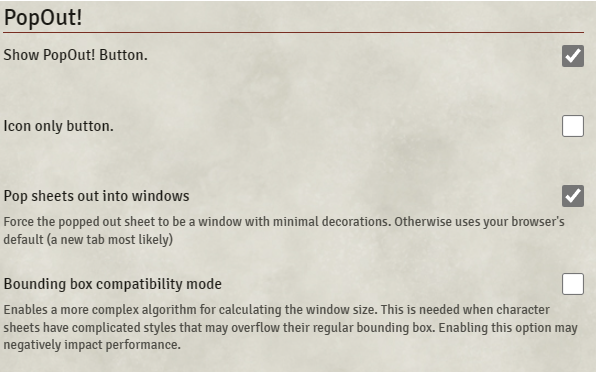 PopOut!
Show PopOut! Button.
Icon only button.
Pop sheets out into windows
Force the popped out sheet to be a window with minimal decorations. Otherwise uses your browser's
default (a new tab most likely)
Bounding box compatibility mode
Enables a more complex algorithm for calculating the window size. This is needed when character
sheets have complicated styles that may overflow their regular bounding box. Enabling this option may
negatively impact performance.